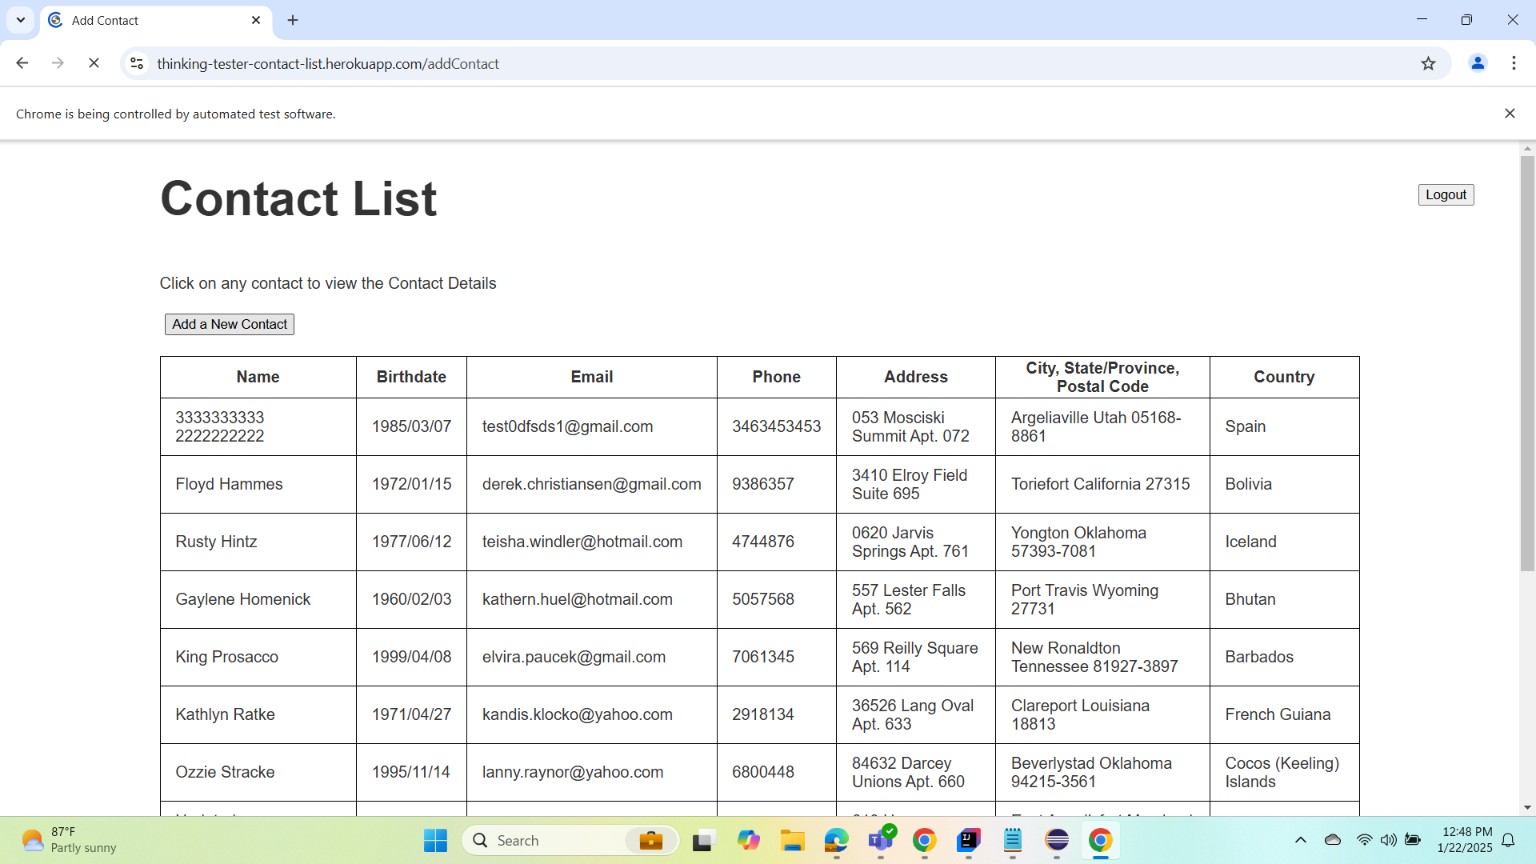 Add Contact
thinking-tester-contact-list.herokuapp.com/addContact
Chrome is being controlled by automated test software.
Contact List
Logout
Click on any contact to view the Contact Details
Add a New Contact
Name Birthdate Email Phone Address City, State/Province, Postal Code Country
3333333333 2222222222 1985/03/07 test0dfsds1@gmail.com 3463453453 053 Mosciski Summit Apt. 072 Argeliaville Utah 05168-8861 Spain
Floyd Hammes 1972/01/15 derek.christiansen@gmail.com 9386357 3410 Elroy Field Suite 695 Toriefort California 27315 Bolivia
Rusty Hintz 1977/06/12 teisha.windler@hotmail.com 4744876 0620 Jarvis Springs Apt. 761 Yongton Oklahoma 57393-7081 Iceland
Gaylene Homenick 1960/02/03 kathern.huel@hotmail.com 5057568 557 Lester Falls Apt. 562 Port Travis Wyoming 27731 Bhutan
King Prosacco 1999/04/08 elvira.paucek@gmail.com 7061345 569 Reilly Square Apt. 114 New Ronaldton Tennessee 81927-3897 Barbados
Kathlyn Ratke 1971/04/27 kandis.klocko@yahoo.com 2918134 36526 Lang Oval Apt. 633 Clareport Louisiana 18813 French Guiana
Ozzie Stracke 1995/11/14 lanny.raynor@yahoo.com 6800448 84632 Darcey Unions Apt. 660 Beverlystad Oklahoma 94215-3561 Cocos (Keeling) Islands
87°F
Partly sunny
Search
12:48 PM
1/22/2025